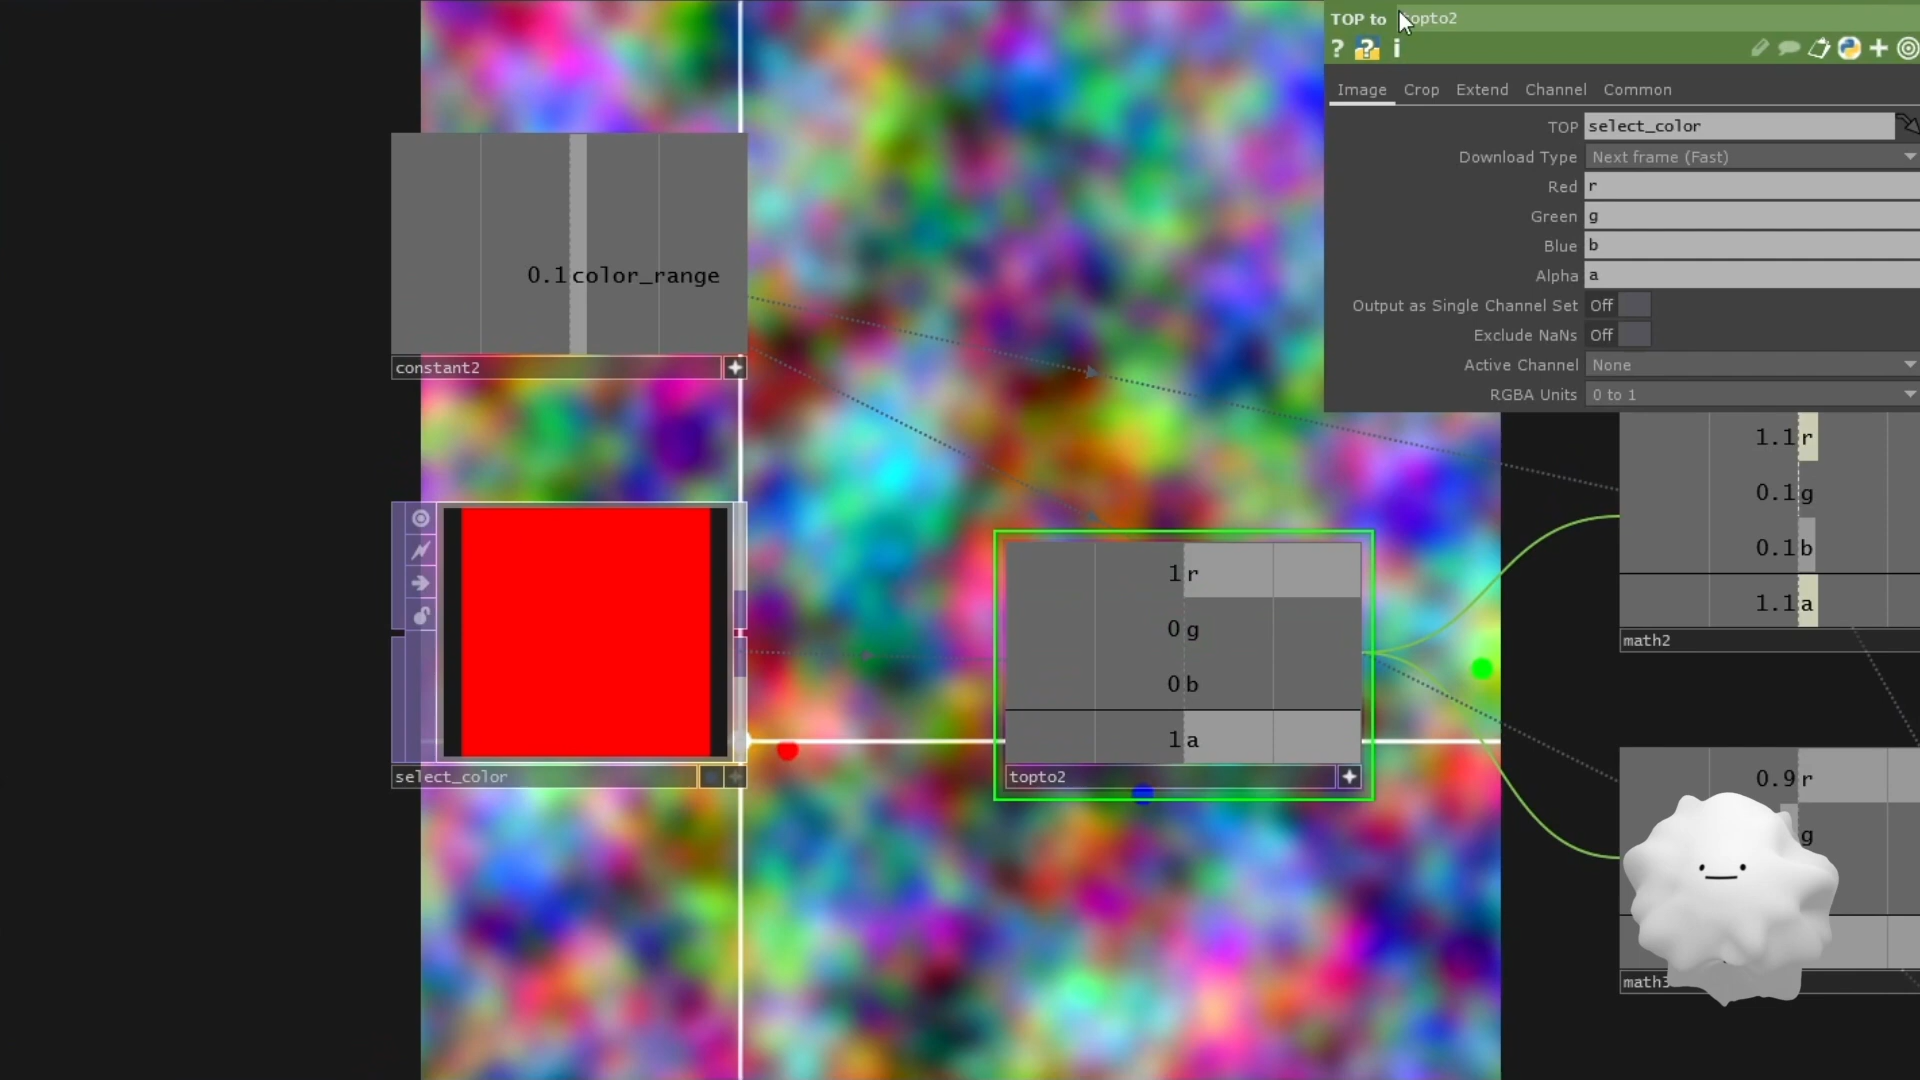 TOP to topto2
? ? i
Image Crop Extend Channel Common
TOP select_color
Download Type Next frame (Fast)
Red r
Green g
Blue b
Alpha a
Output as Single Channel Set Off
Exclude NaNs Off
Active Channel None
RGBA Units 0 to 1
0.1 color_range
constant2
select_color
1 r
0 g
0 b
1 a
topto2
1.1 r
0.1 g
0.1 b
1.1 a
math2
0.9 r
g
math3